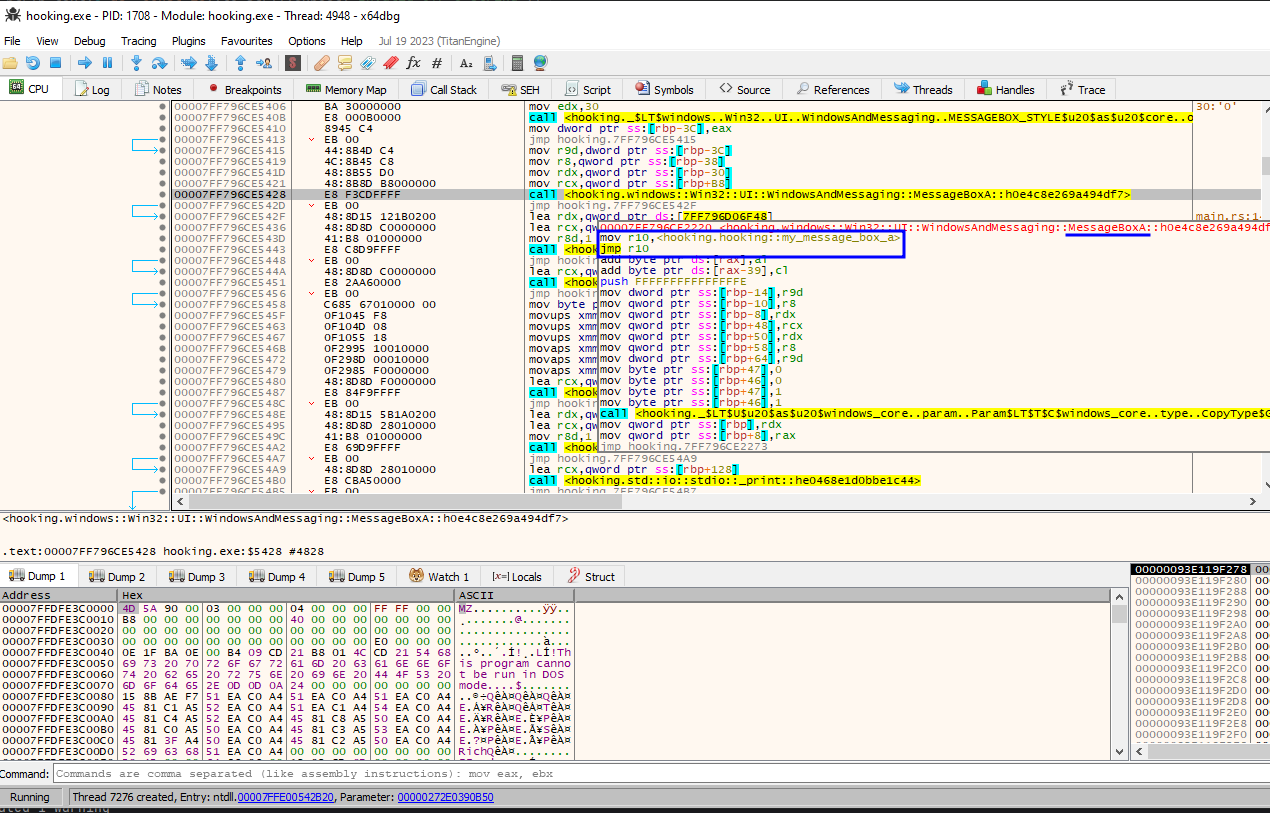 hooking.exe - PID: 1708 - Module: hooking.exe - Thread: 4948 - x64dbg
File View Debug Tracing Plugins Favourites Options Help Jul 19 2023 (TitanEngine)
CPU Log Notes Breakpoints Memory Map Call Stack SEH Script Symbols Source References Threads Handles Trace
00007FF796CE5406 BA 30000000 mov edx,30 30:'0'
00007FF796CE540B E8 000B0000 call <hooking._$LT$windows..Win32..UI..WindowsAndMessaging..MESSAGEBOX_STYLE$u20$as$u20$core..o
00007FF796CE5410 8945 C4 mov dword ptr ss:[rbp-3C],eax
00007FF796CE5413 EB 00 jmp hooking.7FF796CE5415
00007FF796CE5415 44:8B4D C4 mov r9d,dword ptr ss:[rbp-3C]
00007FF796CE5419 4C:8B45 C8 mov r8,qword ptr ss:[rbp-38]
00007FF796CE541D 48:8B55 D0 mov rdx,qword ptr ss:[rbp-30]
00007FF796CE5421 48:8B8D B8000000 mov rcx,qword ptr ss:[rbp+B8]
00007FF796CE5428 E8 F3CDFFFF call <hooking.windows::Win32::UI::WindowsAndMessaging::MessageBoxA::h0e4c8e269a494df7>
00007FF796CE542D EB 00 jmp hooking.7FF796CE542F
00007FF796CE542F 48:8D15 121B0200 lea rdx,qword ptr ds:[7FF796D06F48] main.rs:1
00007FF796CE5436 48:8D8D C0000000 lea rcx,q
00007FF796CE543D 41:B8 01000000 mov r8d,1
00007FF796CE5443 E8 C8D9FFFF call <hook
00007FF796CE5448 EB 00 jmp hookin
00007FF796CE544A 48:8D8D C0000000 lea rcx,q
00007FF796CE5451 E8 2AA60000 call <hook
00007FF796CE5456 EB 00 jmp hookin
00007FF796CE5458 C685 67010000 00 mov byte p
00007FF796CE545F 0F1045 F8 movups xmm
00007FF796CE5463 0F104D 08 movups xmm
00007FF796CE5467 0F1055 18 movups xmm
00007FF796CE546B 0F2995 10010000 movaps xmm
00007FF796CE5472 0F298D 00010000 movaps xmm
00007FF796CE5479 0F2985 F0000000 movaps xmm
00007FF796CE5480 48:8D8D F0000000 lea rcx,qw
00007FF796CE5487 E8 84F9FFFF call <hook
00007FF796CE548C EB 00 jmp hookin
00007FF796CE548E 48:8D15 5B1A0200 lea rdx,qw
00007FF796CE5495 48:8D8D 28010000 lea rcx,qw
00007FF796CE549C 41:B8 01000000 mov r8d,1
00007FF796CE54A2 E8 69D9FFFF call <hook
00007FF796CE54A7 EB 00 jmp hooking.7FF796CE54A9
00007FF796CE54A9 48:8D8D 28010000 lea rcx,qword ptr ss:[rbp+128]
00007FF796CE54B0 E8 CBA50000 call <hooking.std::io::stdio::_print::he0468e1d0bbe1c44>
00007FF796CE54B5 EB 00 jmp hooking.7FF796CE54B7
00007FF796CE2220 <hooking.windows::Win32::UI::WindowsAndMessaging::MessageBoxA::h0e4c8e269a494df7
mov r10,<hooking.hooking::my_message_box_a>
jmp r10
add byte ptr ds:[rax],al
add byte ptr ds:[rax-39],cl
push FFFFFFFFFFFFFFFE
mov dword ptr ss:[rbp-14],r9d
mov qword ptr ss:[rbp-10],r8
mov qword ptr ss:[rbp-8],rdx
mov qword ptr ss:[rbp+48],rcx
mov qword ptr ss:[rbp+50],rdx
mov qword ptr ss:[rbp+58],r8
mov dword ptr ss:[rbp+64],r9d
mov byte ptr ss:[rbp+47],0
mov byte ptr ss:[rbp+46],0
mov byte ptr ss:[rbp+47],1
mov byte ptr ss:[rbp+46],1
call <hooking._$LT$U$u20$as$u20$windows_core..param..Param$LT$T$C$windows_core..type..CopyType$G
mov qword ptr ss:[rbp],rdx
mov qword ptr ss:[rbp+8],rax
jmp hooking.7FF796CE2273
<hooking.windows::Win32::UI::WindowsAndMessaging::MessageBoxA::h0e4c8e269a494df7>
.text:00007FF796CE5428 hooking.exe:$5428 #4828
Dump 1 Dump 2 Dump 3 Dump 4 Dump 5 Watch 1 [x=] Locals Struct
Address Hex ASCII
00007FFDFE3C0000 4D 5A 90 00 03 00 00 00 04 00 00 00 FF FF 00 00 MZ..........ÿÿ..
00007FFDFE3C0010 B8 00 00 00 00 00 00 00 40 00 00 00 00 00 00 00 ........@.......
00007FFDFE3C0020 00 00 00 00 00 00 00 00 00 00 00 00 00 00 00 00 ................
00007FFDFE3C0030 00 00 00 00 00 00 00 00 00 00 00 00 E0 00 00 00 ............à...
00007FFDFE3C0040 0E 1F BA 0E 00 B4 09 CD 21 B8 01 4C CD 21 54 68 ..º..´.Í!¸.LÍ!Th
00007FFDFE3C0050 69 73 20 70 72 6F 67 72 61 6D 20 63 61 6E 6E 6F is program canno
00007FFDFE3C0060 74 20 62 65 20 72 75 6E 20 69 6E 20 44 4F 53 20 t be run in DOS
00007FFDFE3C0070 6D 6F 64 65 2E 0D 0D 0A 24 00 00 00 00 00 00 00 mode....$.......
00007FFDFE3C0080 15 8B AE F7 51 EA C0 A4 51 EA C0 A4 51 EA C0 A4
00007FFDFE3C0090 45 81 C1 A5 52 EA C0 A4 51 EA C1 A4 54 EA C0 A4
00007FFDFE3C00A0 45 81 C4 A5 52 EA C0 A4 45 81 C8 A5 50 EA C0 A4
00007FFDFE3C00B0 45 81 C0 A5 50 EA C0 A4 45 81 C3 A5 53 EA C0 A4
00007FFDFE3C00C0 45 81 3F A4 50 EA C0 A4 45 81 C2 A5 50 EA C0 A4
00007FFDFE3C00D0 52 69 63 68 51 EA C0 A4 00 00 00 00 00 00 00 00 RichQêÀ¤........
00000093E119F278 00
00000093E119F280 00
00000093E119F288 00
00000093E119F290 00
00000093E119F298 00
00000093E119F2A0 00
00000093E119F2A8 00
00000093E119F2B0 00
00000093E119F2B8 00
00000093E119F2C0 00
00000093E119F2C8 00
00000093E119F2D0 00
00000093E119F2D8 00
00000093E119F2E0 00
00000093E119F2E8 00
00000093E119F2F0 00
Command: Commands are comma separated (like assembly instructions): mov eax, ebx
Running Thread 7276 created, Entry: ntdll.00007FFE00542B20, Parameter: 00000272E0390B50